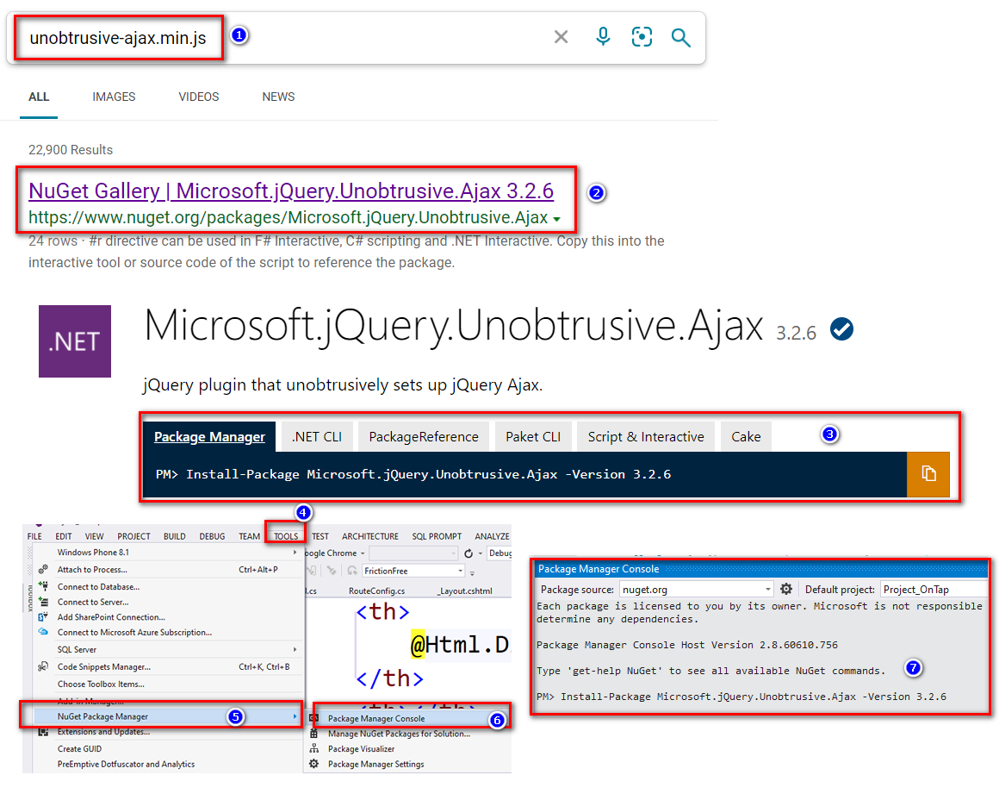 unobtrusive-ajax.min.js
1
ALL IMAGES VIDEOS NEWS
22,900 Results
NuGet Gallery | Microsoft.jQuery.Unobtrusive.Ajax 3.2.6
2
https://www.nuget.org/packages/Microsoft.jQuery.Unobtrusive.Ajax
24 rows · #r directive can be used in F# Interactive, C# scripting and .NET Interactive. Copy this into the
interactive tool or source code of the script to reference the package.
.NET
Microsoft.jQuery.Unobtrusive.Ajax 3.2.6
jQuery plugin that unobtrusively sets up jQuery Ajax.
Package Manager .NET CLI PackageReference Paket CLI Script & Interactive Cake
3
PM> Install-Package Microsoft.jQuery.Unobtrusive.Ajax -Version 3.2.6
4
FILE EDIT VIEW PROJECT BUILD DEBUG TEAM TOOLS TEST ARCHITECTURE SQL PROMPT ANALYZE
Windows Phone 8.1
Attach to Process... Ctrl+Alt+P
Connect to Database...
Connect to Server...
Add SharePoint Connection...
Connect to Microsoft Azure Subscription...
SQL Server
Code Snippets Manager... Ctrl+K, Ctrl+B
Choose Toolbox Items...
Add-in Manager...
NuGet Package Manager
5
Extensions and Updates...
Create GUID
PreEmptive Dotfuscator and Analytics
oogle Chrome Debug
FrictionFree
l.cs RouteConfig.cs _Layout.cshtml
<th>
@Html.D
</th>
Package Manager Console
6
Manage NuGet Packages for Solution...
Package Visualizer
Package Manager Settings
Package Manager Console
Package source: nuget.org Default project: Project_OnTap
Each package is licensed to you by its owner. Microsoft is not responsible
determine any dependencies.
Package Manager Console Host Version 2.8.60610.756
Type 'get-help NuGet' to see all available NuGet commands.
7
PM> Install-Package Microsoft.jQuery.Unobtrusive.Ajax -Version 3.2.6